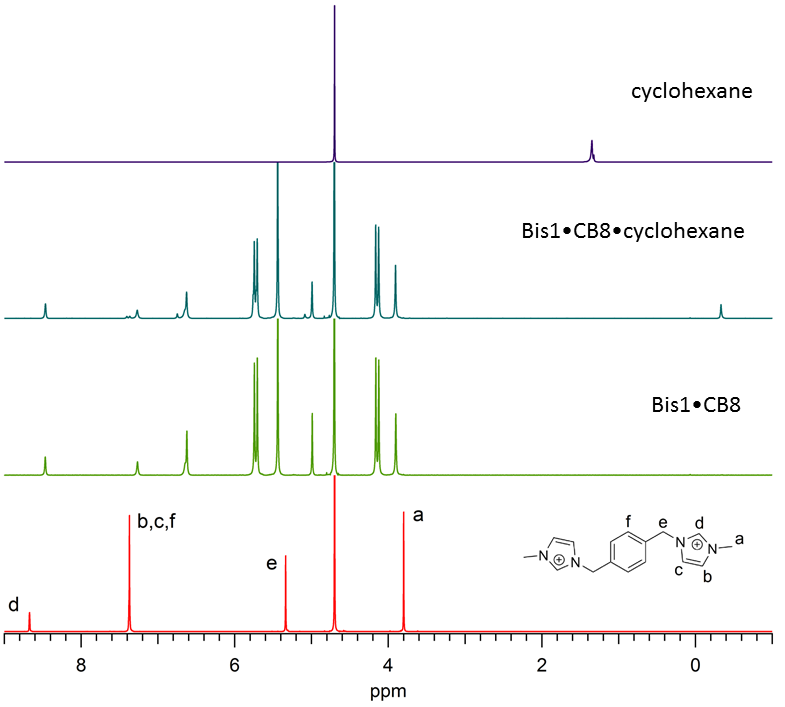 cyclohexane
Bis1•CB8•cyclohexane
Bis1•CB8
b,c,f
a
e
d
f
e
d
a
N
N
⊕
N
N
⊕
c
b
8
6
4
2
0
ppm